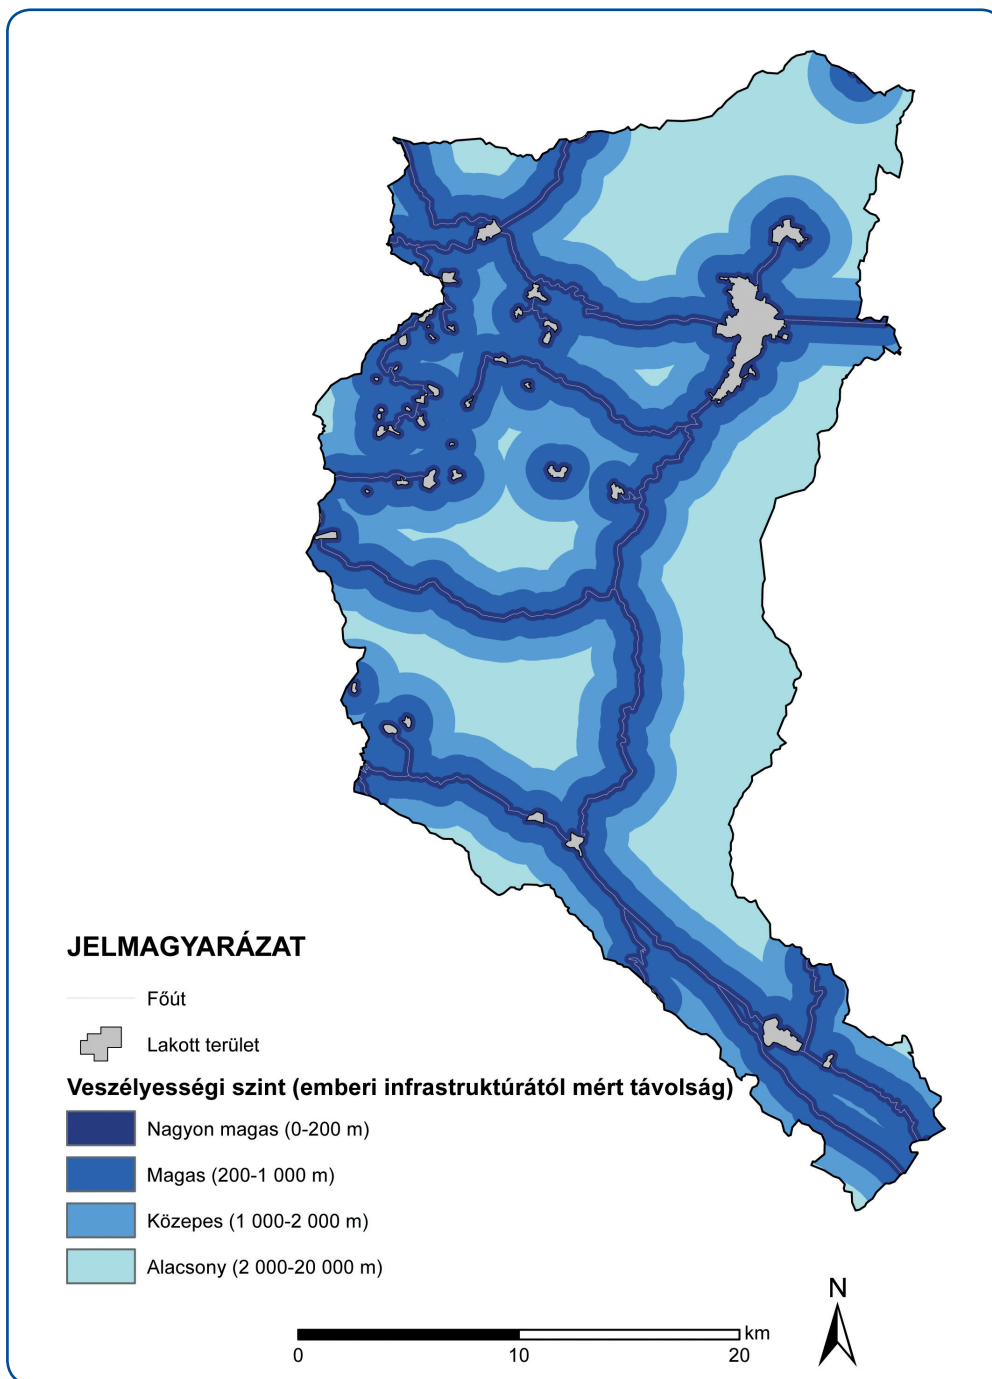 JELMAGYARÁZAT
Főút
Lakott terület
Veszélyességi szint (emberi infrastruktúrától mért távolság)
Nagyon magas (0-200 m)
Magas (200-1 000 m)
Közepes (1 000-2 000 m)
Alacsony (2 000-20 000 m)
N
km
0 10 20